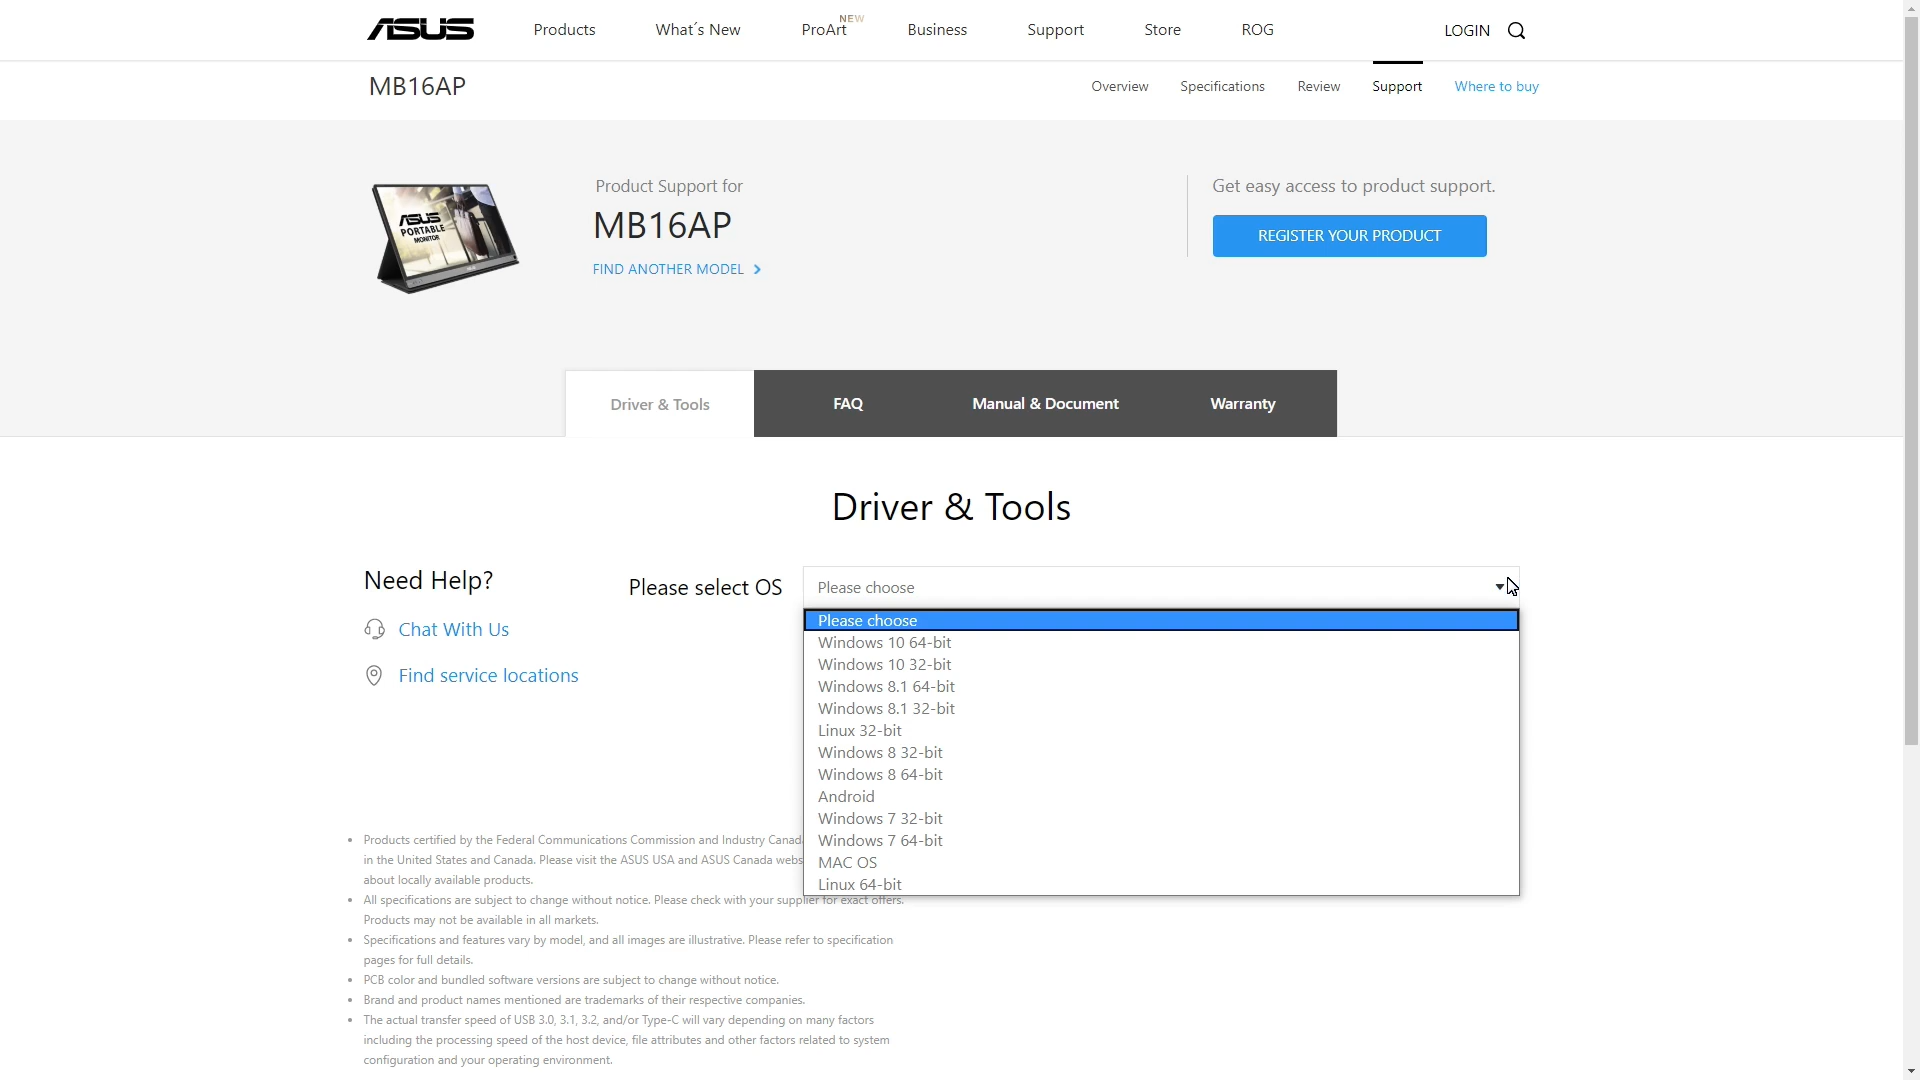 ASUS
Products
What´s New
ProArt
NEW
Business
Support
Store
ROG
LOGIN
MB16AP
Overview
Specifications
Review
Support
Where to buy
ASUS
PORTABLE
MONITOR
Product Support for
MB16AP
FIND ANOTHER MODEL
Get easy access to product support.
REGISTER YOUR PRODUCT
Driver & Tools
FAQ
Manual & Document
Warranty
Driver & Tools
Need Help?
Chat With Us
Find service locations
Please select OS
Please choose
Please choose
Windows 10 64-bit
Windows 10 32-bit
Windows 8.1 64-bit
Windows 8.1 32-bit
Linux 32-bit
Windows 8 32-bit
Windows 8 64-bit
Android
Windows 7 32-bit
Windows 7 64-bit
MAC OS
Linux 64-bit
Products certified by the Federal Communications Commission and Industry Canad
in the United States and Canada. Please visit the ASUS USA and ASUS Canada webs
about locally available products.
All specifications are subject to change without notice. Please check with your supplier for exact offers.
Products may not be available in all markets.
Specifications and features vary by model, and all images are illustrative. Please refer to specification
pages for full details.
PCB color and bundled software versions are subject to change without notice.
Brand and product names mentioned are trademarks of their respective companies.
The actual transfer speed of USB 3.0, 3.1, 3.2, and/or Type-C will vary depending on many factors
including the processing speed of the host device, file attributes and other factors related to system
configuration and your operating environment.